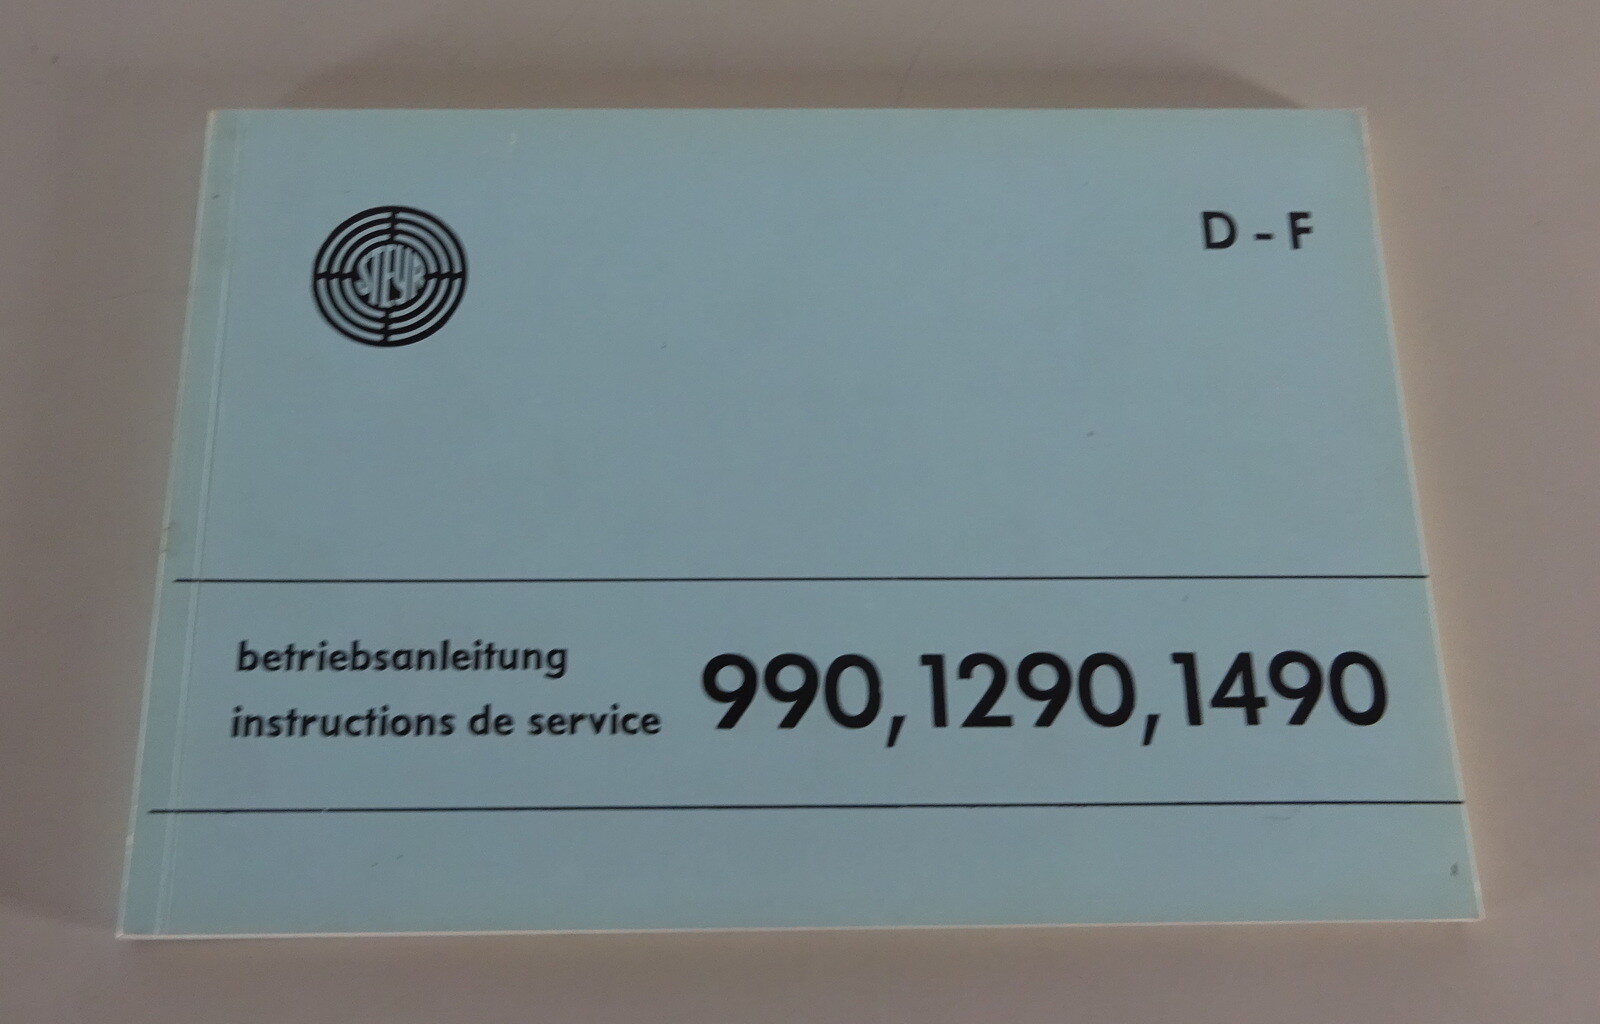 STEYR
D - F
betriebsanleitung
instructions de service
990, 1290, 1490